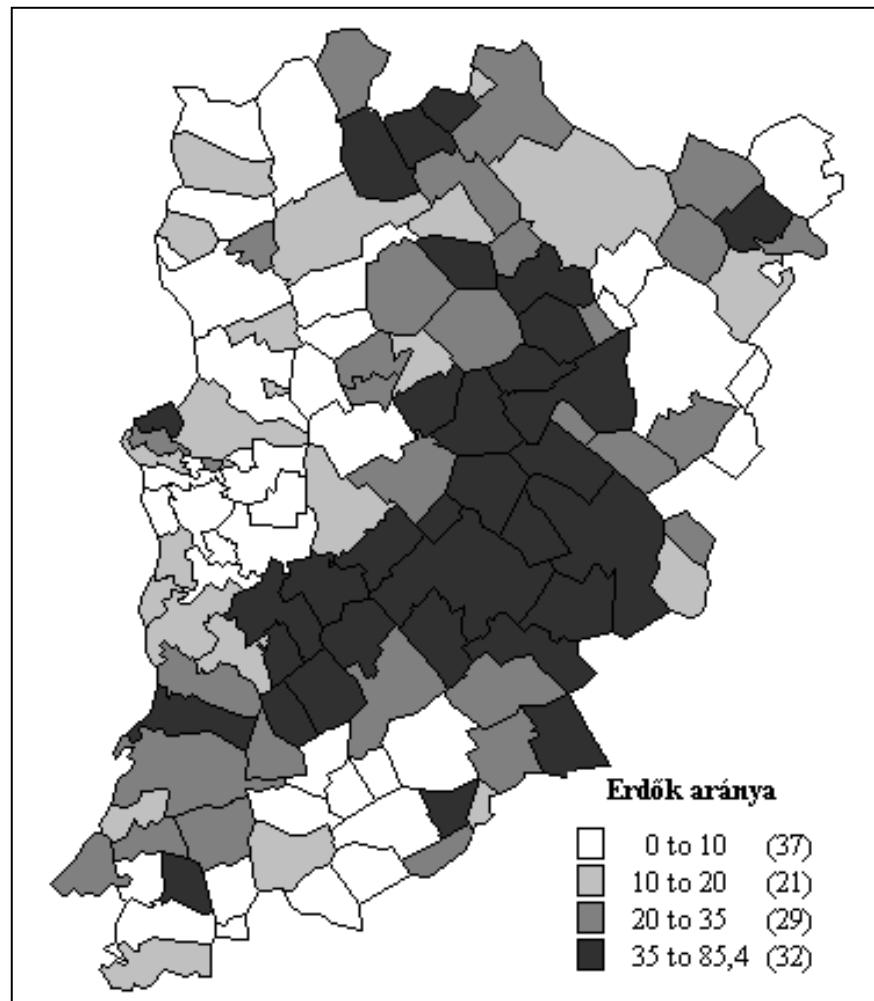 Erdők aránya
0 to 10 (37)
10 to 20 (21)
20 to 35 (29)
35 to 85,4 (32)